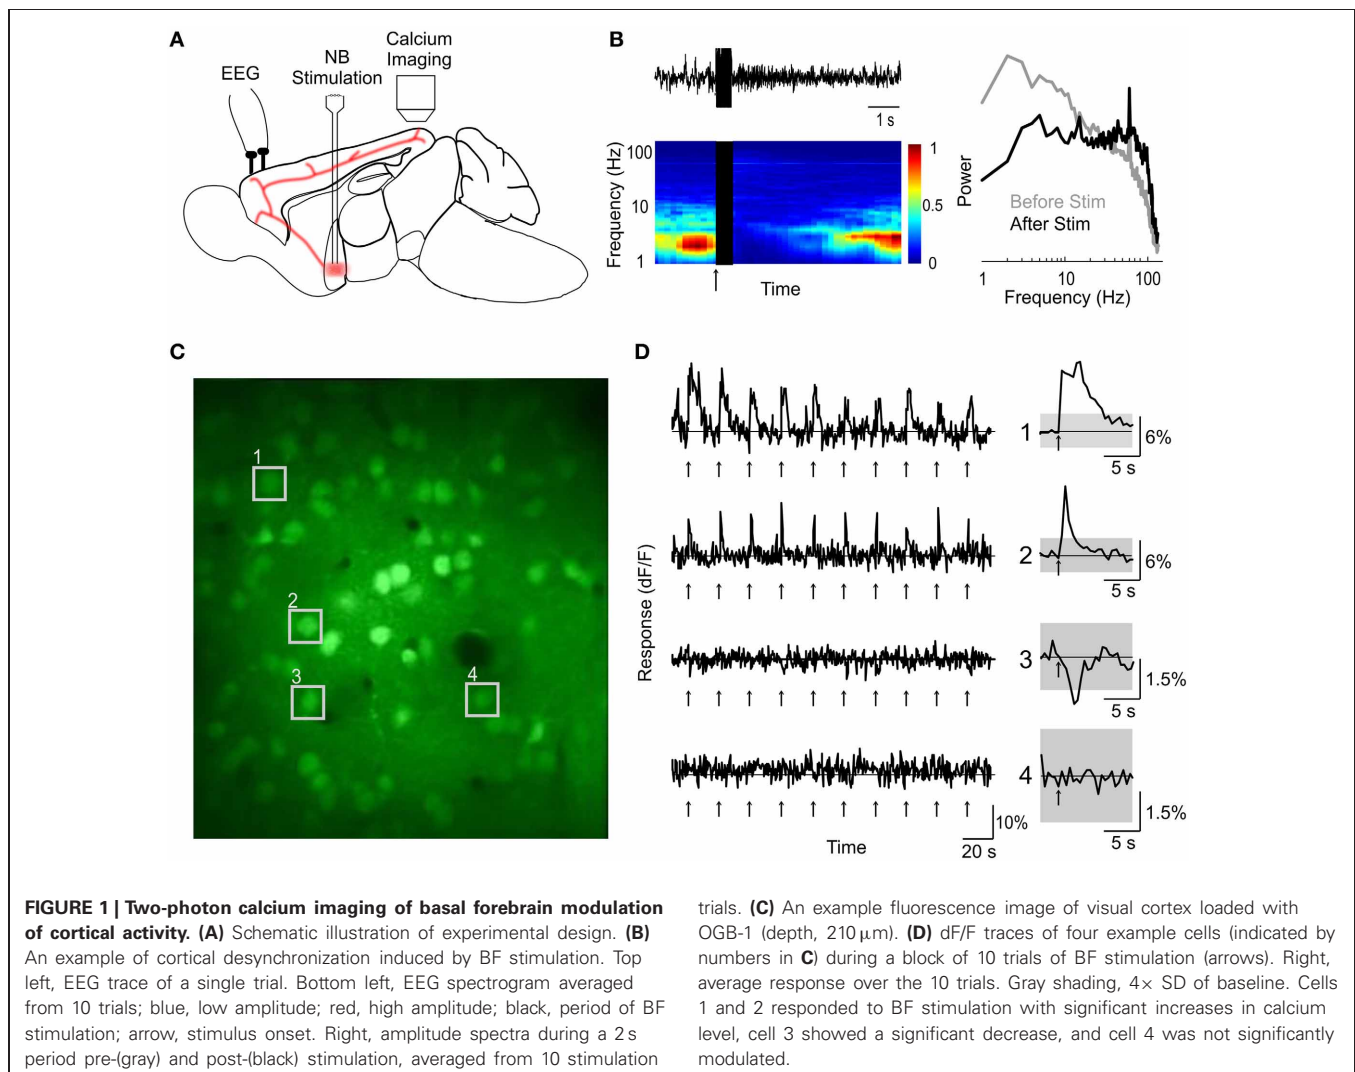 A
EEG
NB
Stimulation
Calcium
Imaging
B
1 s
Frequency (Hz)
100
10
1
Time
1
0.5
0
Power
Before Stim
After Stim
1
10
100
Frequency (Hz)
C
1
2
3
4
D
Response (dF/F)
1
6%
5 s
2
6%
5 s
3
1.5%
5 s
4
1.5%
5 s
10%
20 s
Time
FIGURE 1 | Two-photon calcium imaging of basal forebrain modulation
of cortical activity. (A) Schematic illustration of experimental design. (B)
An example of cortical desynchronization induced by BF stimulation. Top
left, EEG trace of a single trial. Bottom left, EEG spectrogram averaged
from 10 trials; blue, low amplitude; red, high amplitude; black, period of BF
stimulation; arrow, stimulus onset. Right, amplitude spectra during a 2 s
period pre-(gray) and post-(black) stimulation, averaged from 10 stimulation
trials. (C) An example fluorescence image of visual cortex loaded with
OGB-1 (depth, 210 μm). (D) dF/F traces of four example cells (indicated by
numbers in C) during a block of 10 trials of BF stimulation (arrows). Right,
average response over the 10 trials. Gray shading, 4× SD of baseline. Cells
1 and 2 responded to BF stimulation with significant increases in calcium
level, cell 3 showed a significant decrease, and cell 4 was not significantly
modulated.